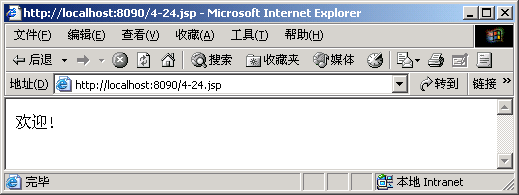 http://localhost:8090/4-24.jsp - Microsoft Internet Explorer
文件(F) 编辑(E) 查看(V) 收藏(A) 工具(T) 帮助(H)
后退 搜索 收藏夹 媒体
地址(D) http://localhost:8090/4-24.jsp 转到 链接 »
欢迎!
完毕 本地 Intranet